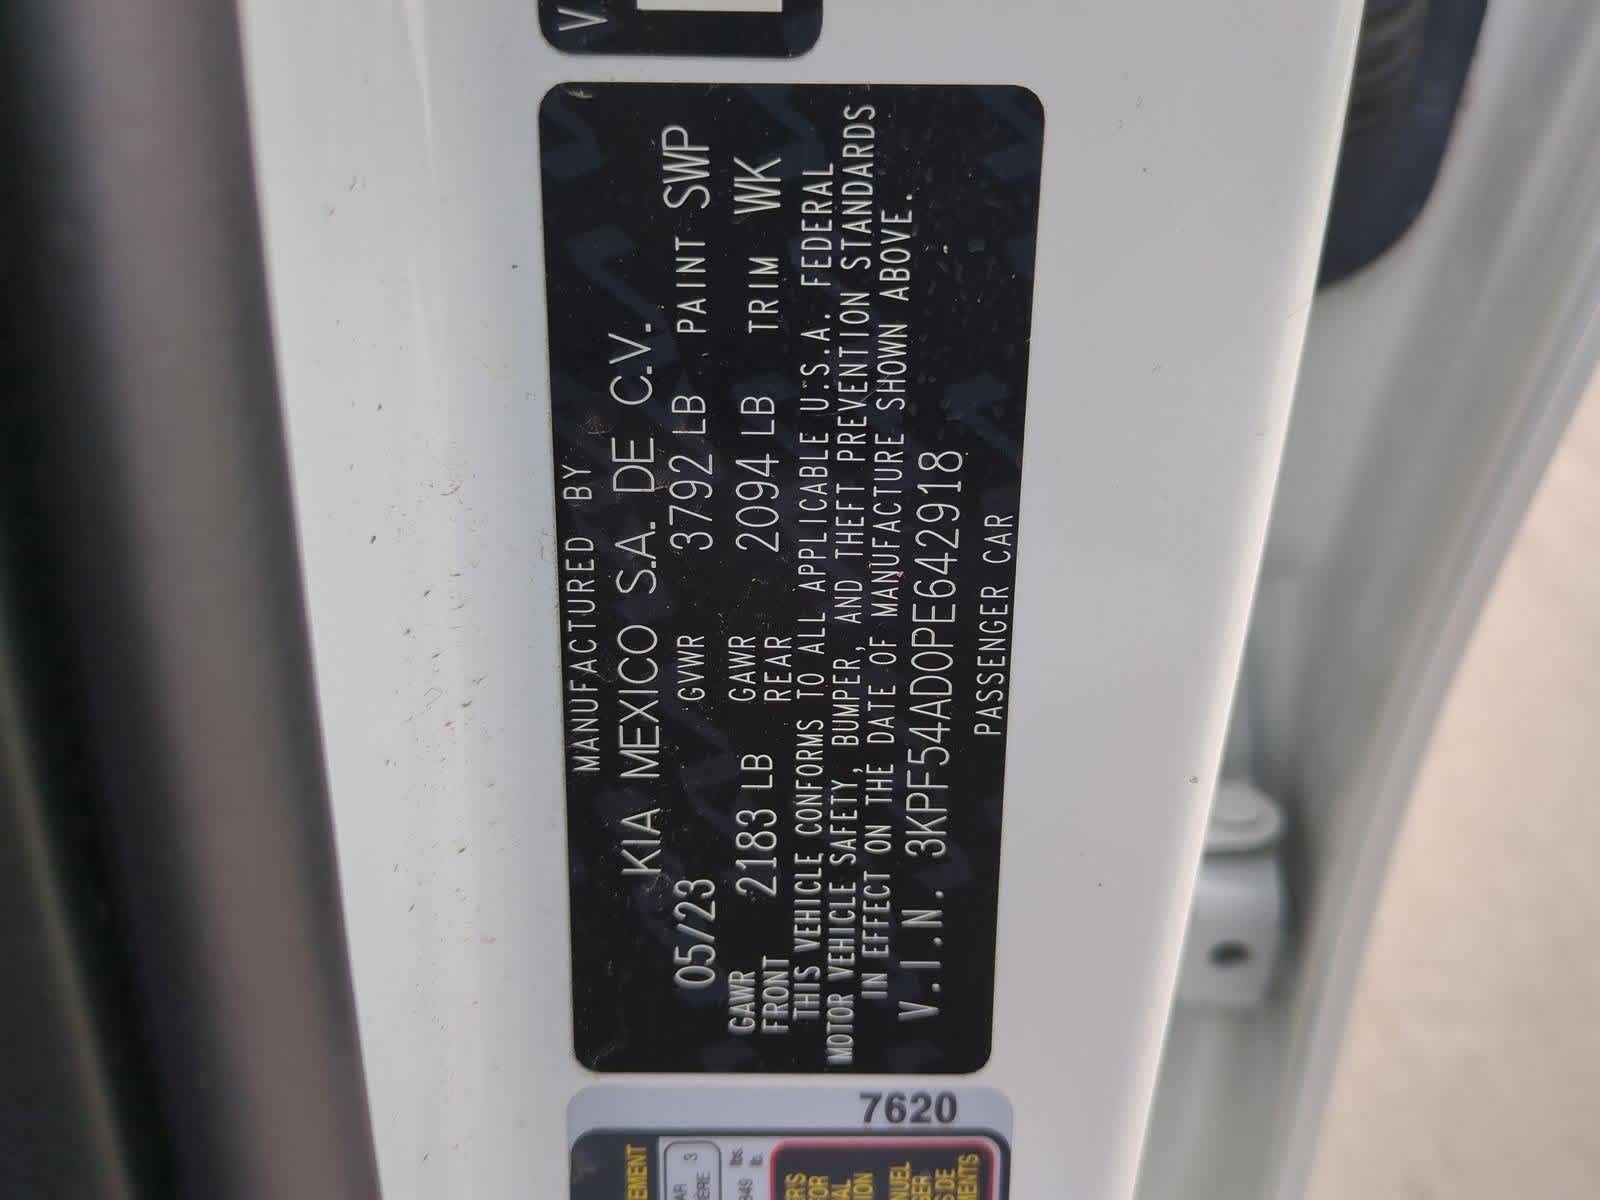 V.
MANUFACTURED BY
KIA MEXICO S.A. DE C.V.
05/23 GVWR 3792 LB PAINT SWP
GAWR FRONT 2183 LB GAWR REAR 2094 LB TRIM WK
THIS VEHICLE CONFORMS TO ALL APPLICABLE U.S.A. FEDERAL
MOTOR VEHICLE SAFETY, BUMPER, AND THEFT PREVENTION STANDARDS
IN EFFECT ON THE DATE OF MANUFACTURE SHOWN ABOVE.
V.I.N. 3KPF54AD0PE642918
PASSENGER CAR
7620